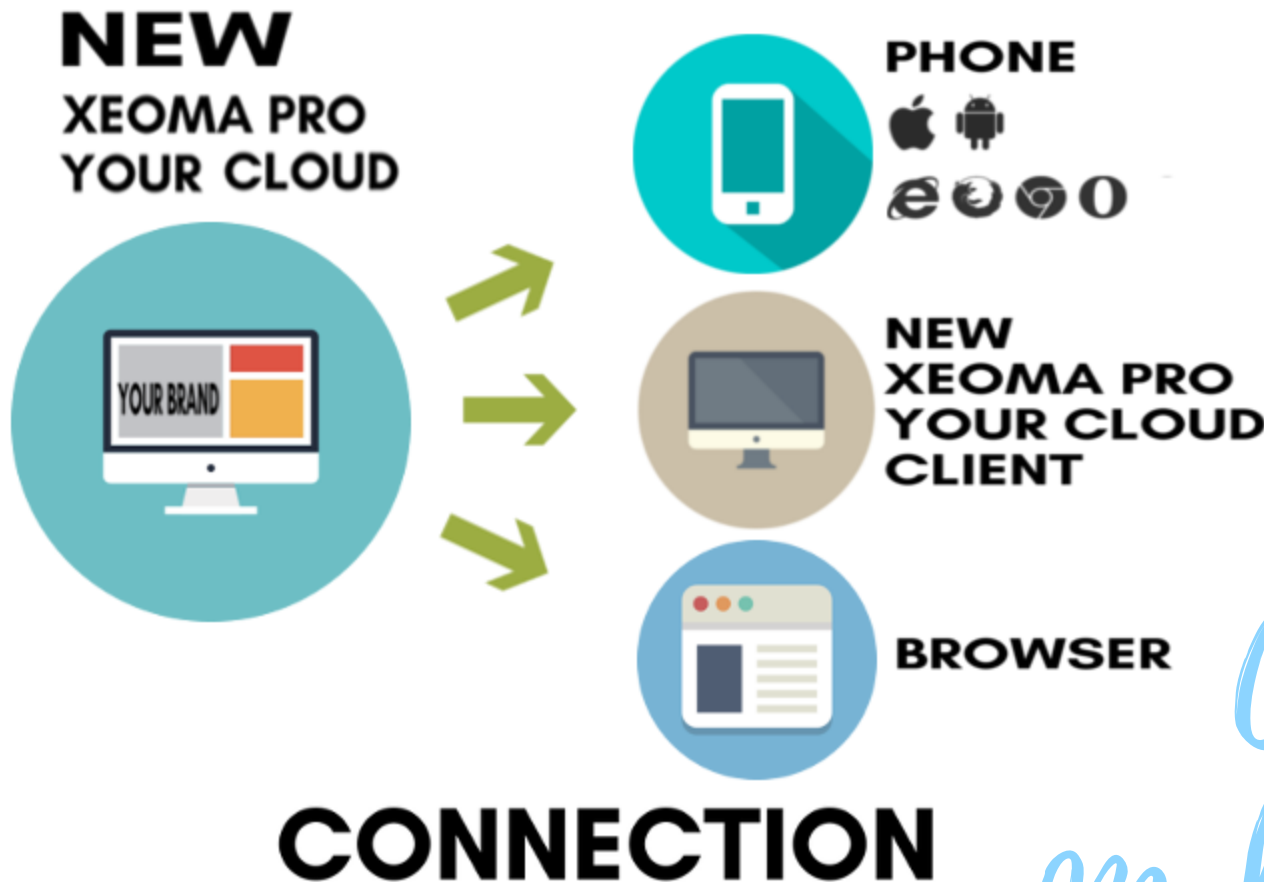 NEW
XEOMA PRO
YOUR CLOUD
YOUR BRAND
PHONE
NEW
XEOMA PRO
YOUR CLOUD
CLIENT
BROWSER
CONNECTION